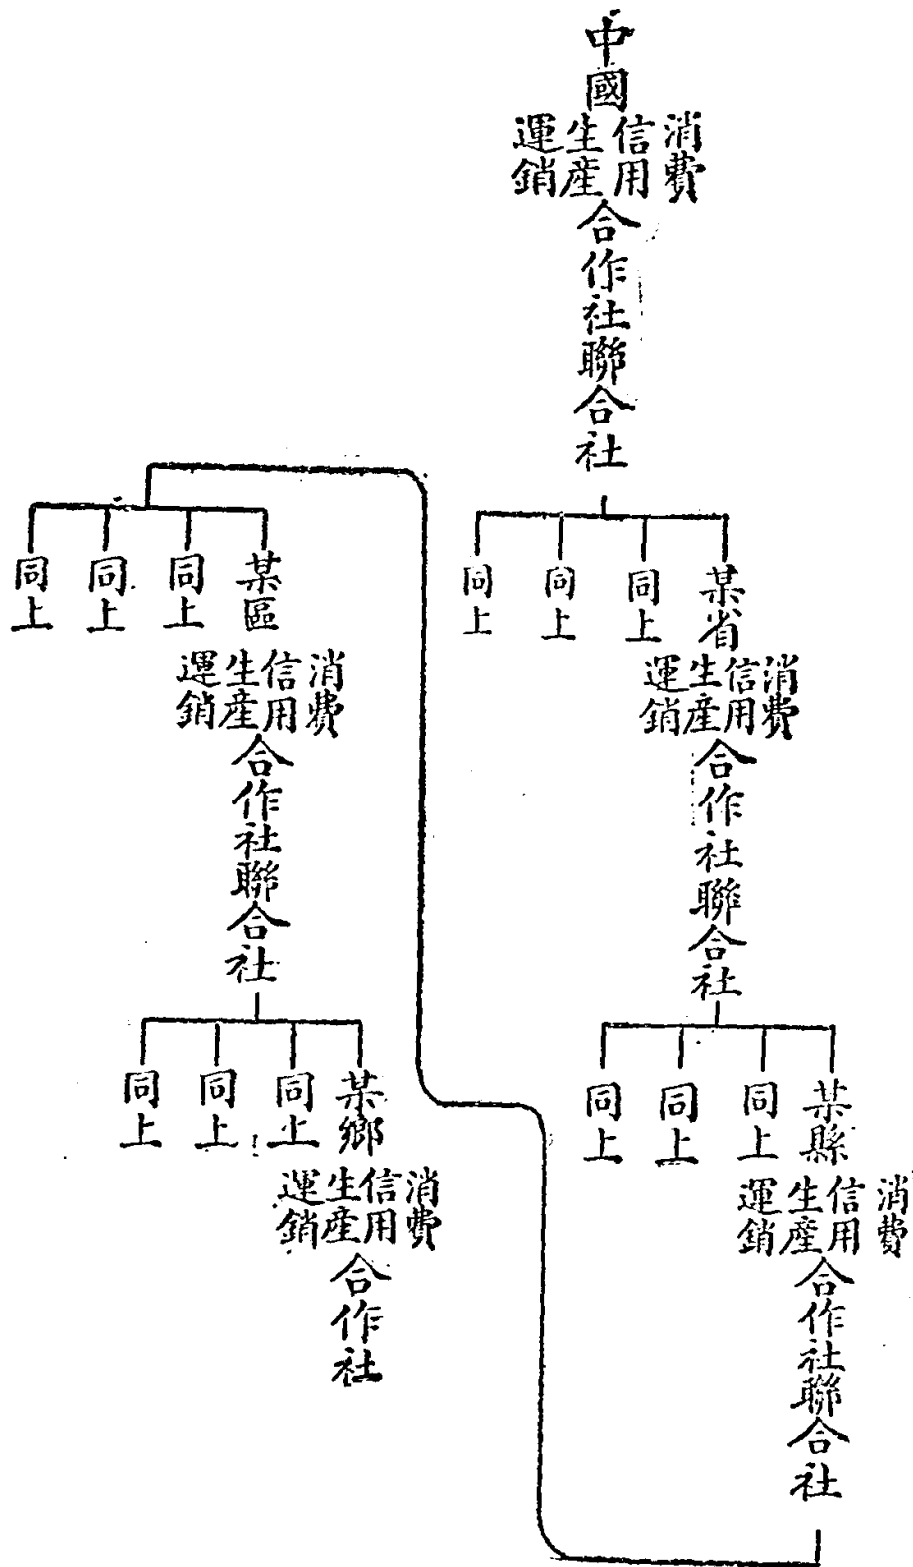 中國
消費
信用
生產
運銷
合作社聯合社
某省
消費
信用
生產
運銷
合作社聯合社
同上
同上
同上
某縣
消費
信用
生產
運銷
合作社聯合社
同上
同上
同上
某區
消費
信用
生產
運銷
合作社聯合社
同上
同上
同上
某鄉
消費
信用
生產
運銷
合作社
同上
同上
同上